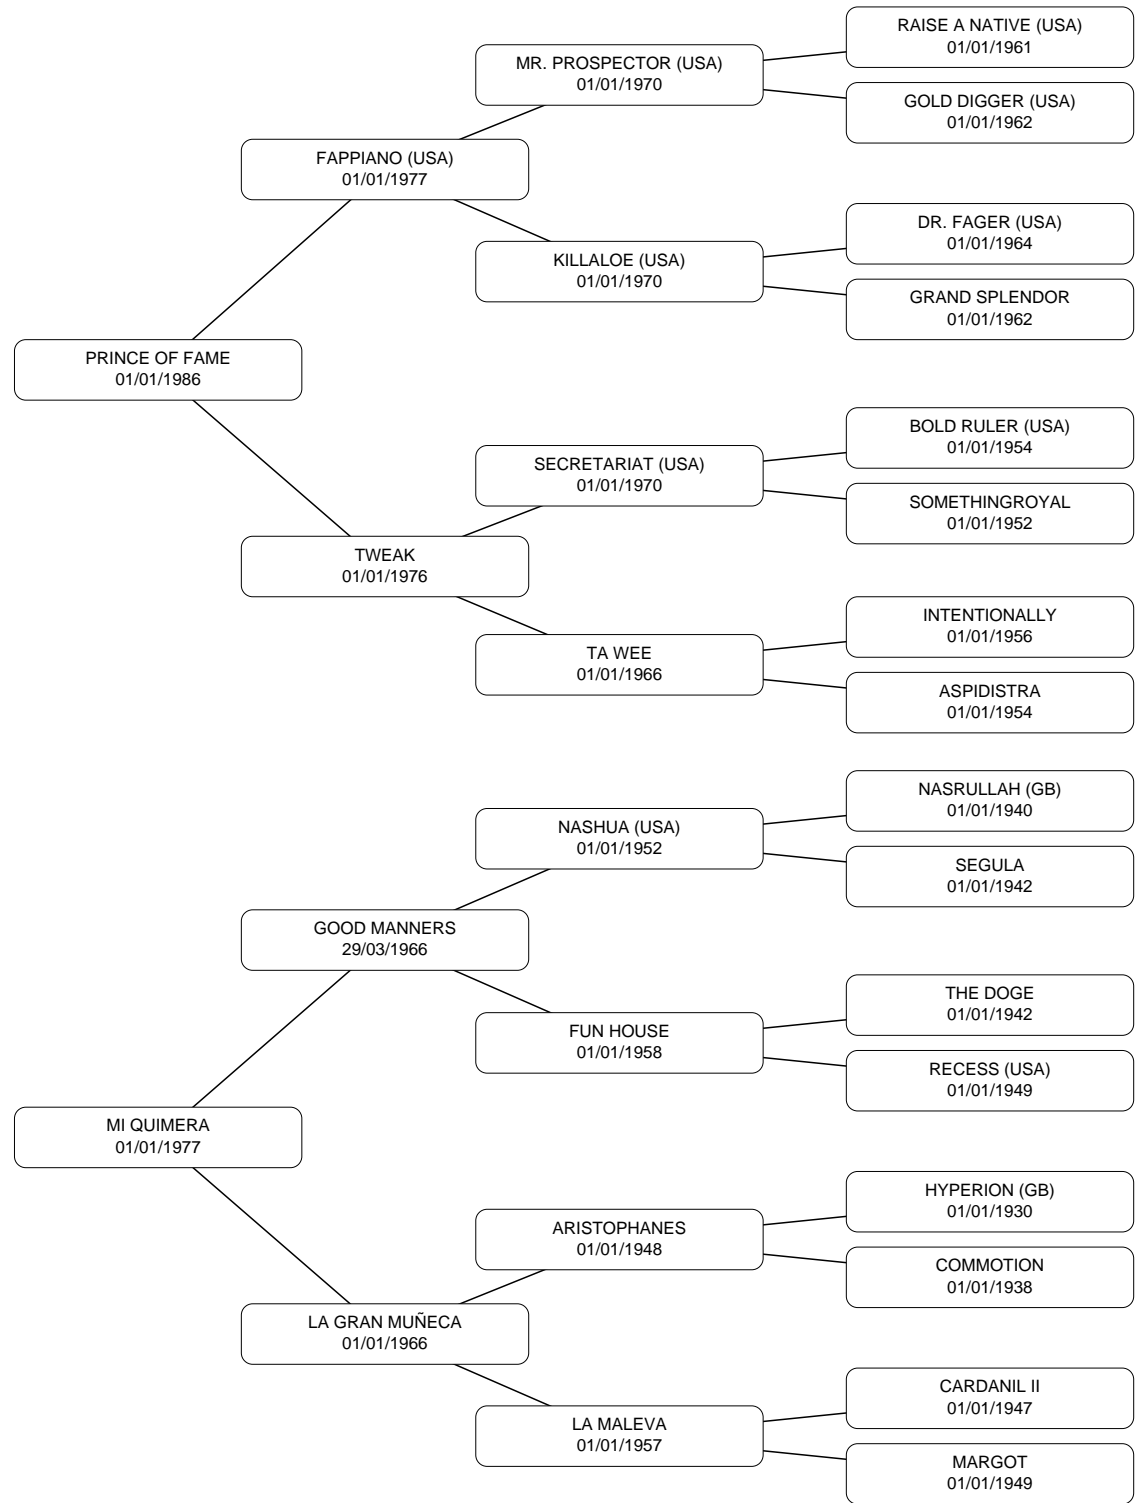 RAISE A NATIVE (USA)
01/01/1961
MR. PROSPECTOR (USA)
01/01/1970
GOLD DIGGER (USA)
01/01/1962
FAPPIANO (USA)
01/01/1977
DR. FAGER (USA)
01/01/1964
KILLALOE (USA)
01/01/1970
GRAND SPLENDOR
01/01/1962
PRINCE OF FAME
01/01/1986
BOLD RULER (USA)
01/01/1954
SECRETARIAT (USA)
01/01/1970
SOMETHINGROYAL
01/01/1952
TWEAK
01/01/1976
INTENTIONALLY
01/01/1956
TA WEE
01/01/1966
ASPIDISTRA
01/01/1954
NASRULLAH (GB)
01/01/1940
NASHUA (USA)
01/01/1952
SEGULA
01/01/1942
GOOD MANNERS
29/03/1966
THE DOGE
01/01/1942
FUN HOUSE
01/01/1958
RECESS (USA)
01/01/1949
MI QUIMERA
01/01/1977
HYPERION (GB)
01/01/1930
ARISTOPHANES
01/01/1948
COMMOTION
01/01/1938
LA GRAN MUÑECA
01/01/1966
CARDANIL II
01/01/1947
LA MALEVA
01/01/1957
MARGOT
01/01/1949